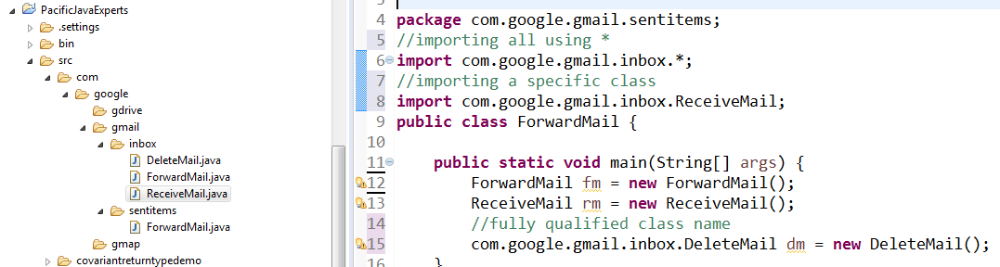 PacificJavaExperts
.settings
bin
src
com
google
gdrive
gmail
inbox
DeleteMail.java
ForwardMail.java
ReceiveMail.java
sentitems
ForwardMail.java
gmap
covariantreturntypedemo
4 package com.google.gmail.sentitems;
5 //importing all using *
6 import com.google.gmail.inbox.*;
7 //importing a specific class
8 import com.google.gmail.inbox.ReceiveMail;
9 public class ForwardMail {
10
11 public static void main(String[] args) {
12 ForwardMail fm = new ForwardMail();
13 ReceiveMail rm = new ReceiveMail();
14 //fully qualified class name
15 com.google.gmail.inbox.DeleteMail dm = new DeleteMail();
16 }